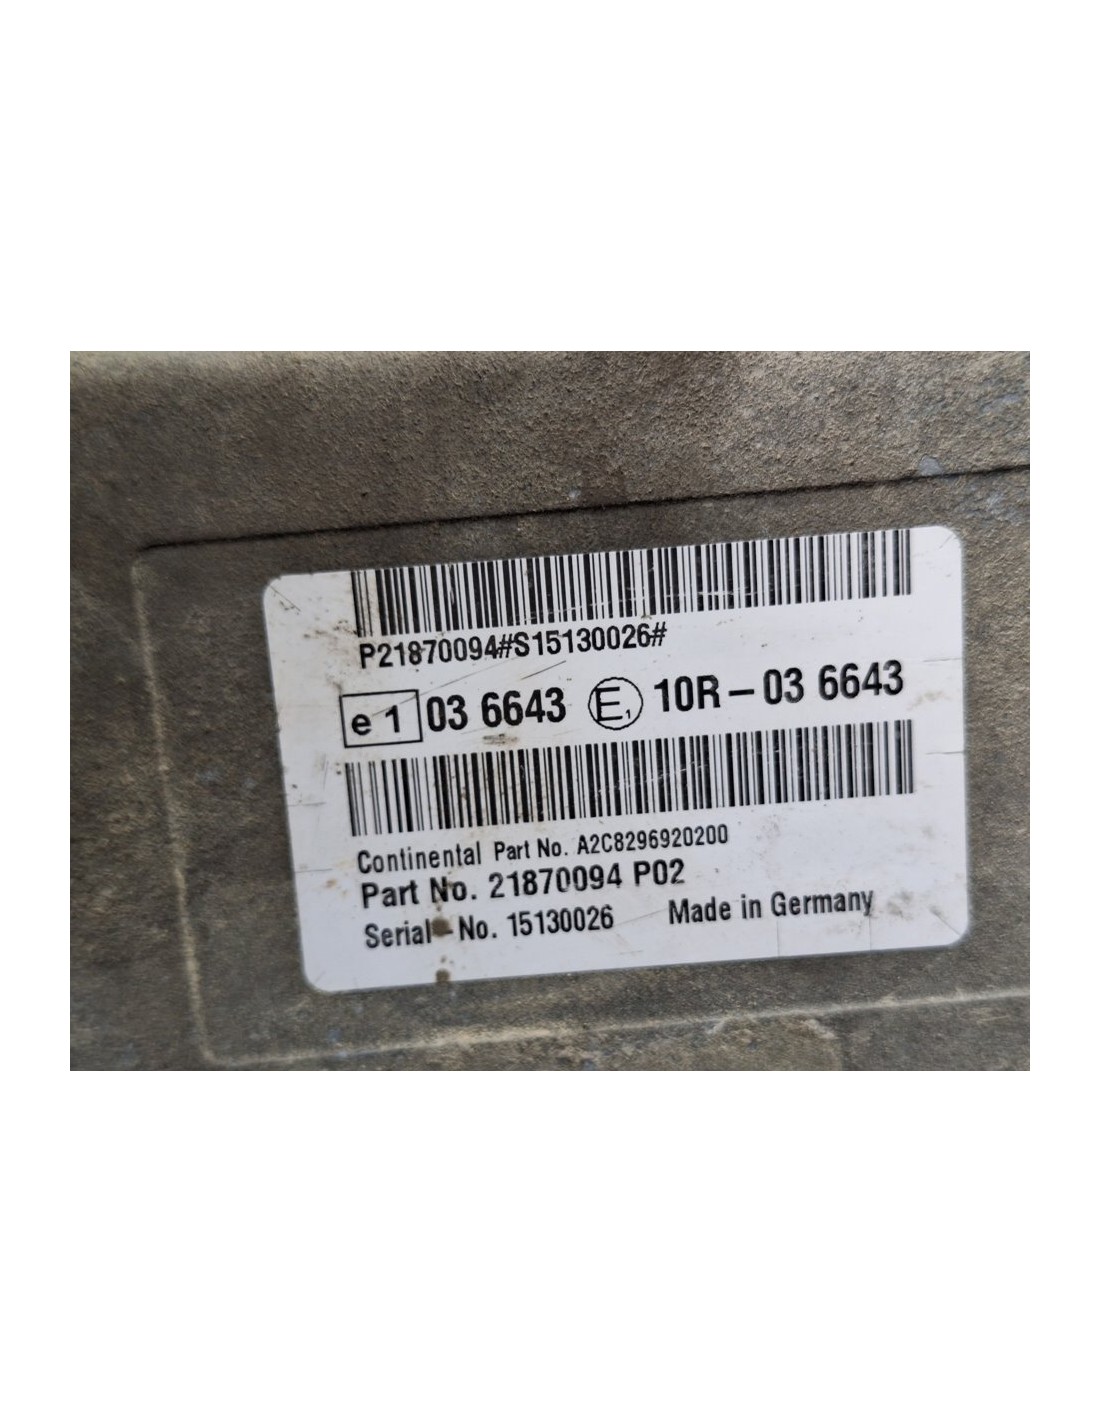 P21870094#S15130026#
e1 03 6643 E1 10R-03 6643
Continental Part No. A2C8296920200
Part No. 21870094 P02
Serial-No. 15130026 Made in Germany